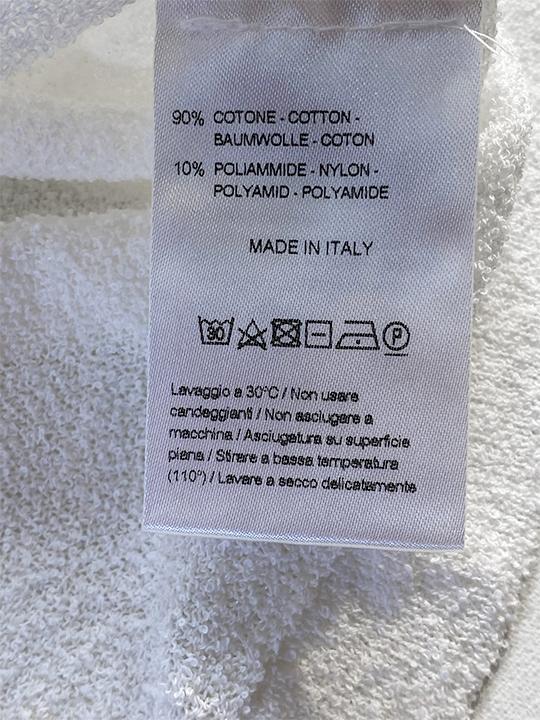 90% COTONE - COTTON -
BAUMWOLLE - COTON
10% POLIAMMIDE - NYLON -
POLYAMID - POLYAMIDE
MADE IN ITALY
30 P
Lavaggio a 30°C / Non usare
candeggianti / Non asciugare a
macchina / Asciugatura su superficie
piana / Stirare a bassa temperatura
(110°) / Lavare a secco delicatamente